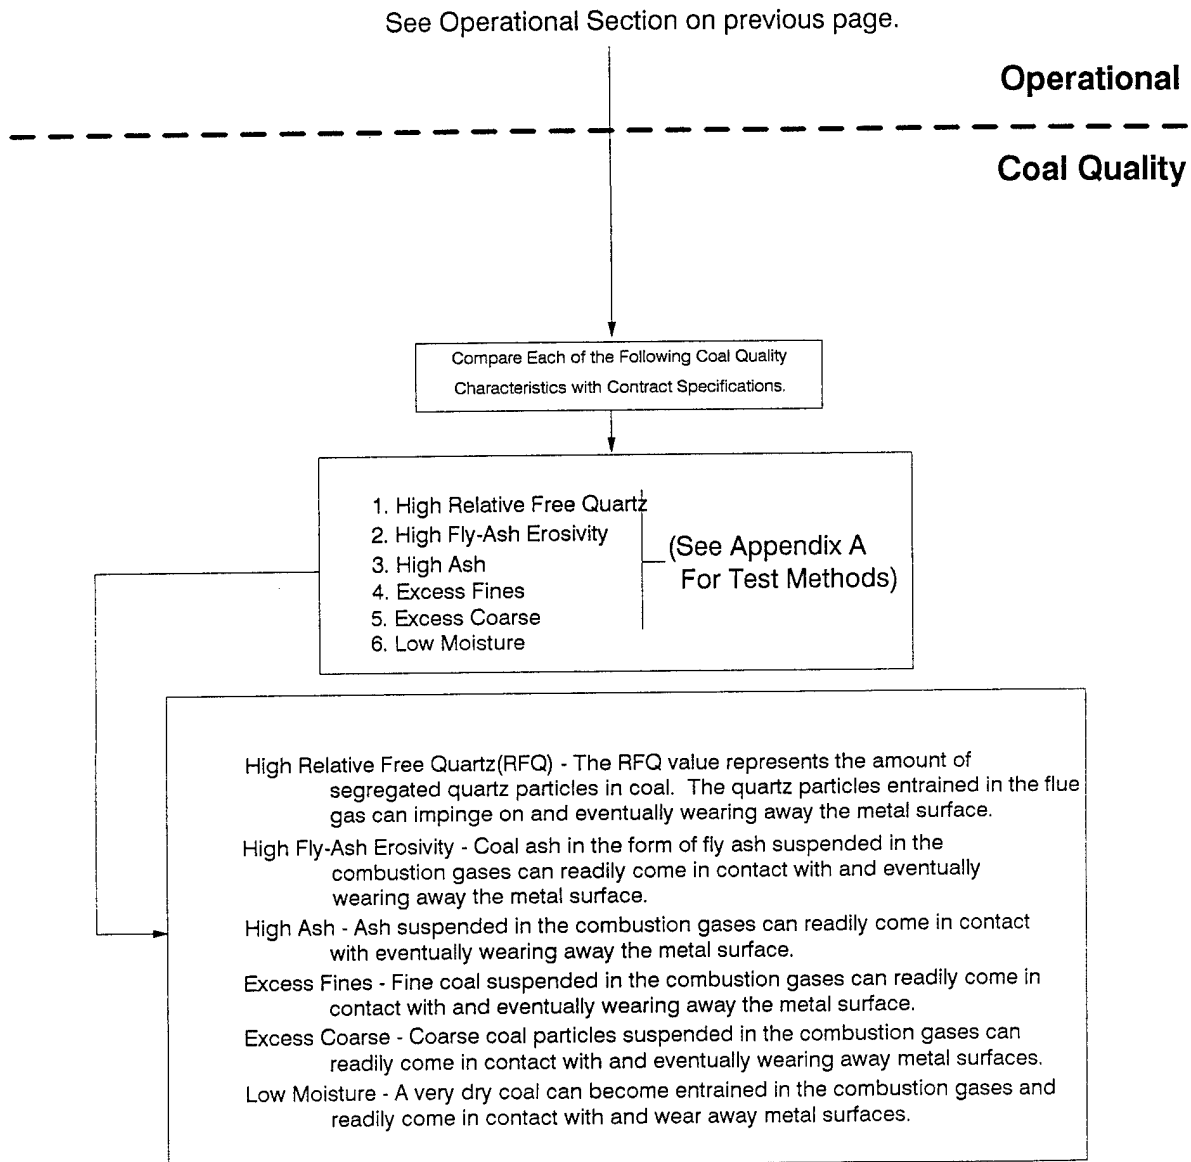 See Operational Section on previous page.
Operational
Coal Quality
Compare Each of the Following Coal Quality
Characteristics with Contract Specifications.
1. High Relative Free Quartz
2. High Fly-Ash Erosivity
3. High Ash
4. Excess Fines
5. Excess Coarse
6. Low Moisture
(See Appendix A
For Test Methods)
High Relative Free Quartz(RFQ) - The RFQ value represents the amount of
segregated quartz particles in coal. The quartz particles entrained in the flue
gas can impinge on and eventually wearing away the metal surface.
High Fly-Ash Erosivity - Coal ash in the form of fly ash suspended in the
combustion gases can readily come in contact with and eventually
wearing away the metal surface.
High Ash - Ash suspended in the combustion gases can readily come in contact
with eventually wearing away the metal surface.
Excess Fines - Fine coal suspended in the combustion gases can readily come in
contact with and eventually wearing away the metal surface.
Excess Coarse - Coarse coal particles suspended in the combustion gases can
readily come in contact with and eventually wearing away metal surfaces.
Low Moisture - A very dry coal can become entrained in the combustion gases and
readily come in contact with and wear away metal surfaces.